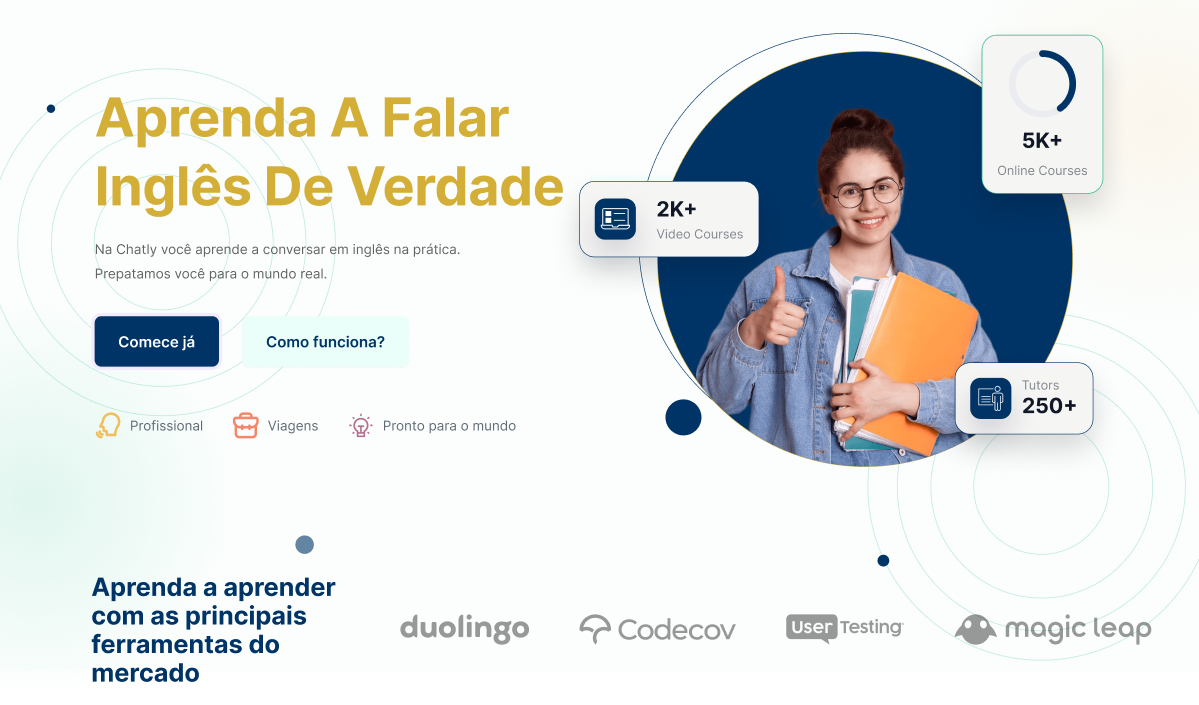 Aprenda A Falar
Inglês De Verdade
Na Chatly você aprende a conversar em inglês na prática.
Prepatamos você para o mundo real.
Comece já
Como funciona?
Profissional
Viagens
Pronto para o mundo
5K+
Online Courses
2K+
Video Courses
Tutors
250+
Aprenda a aprender
com as principais
ferramentas do
mercado
duolingo
Codecov
UserTesting
magic leap